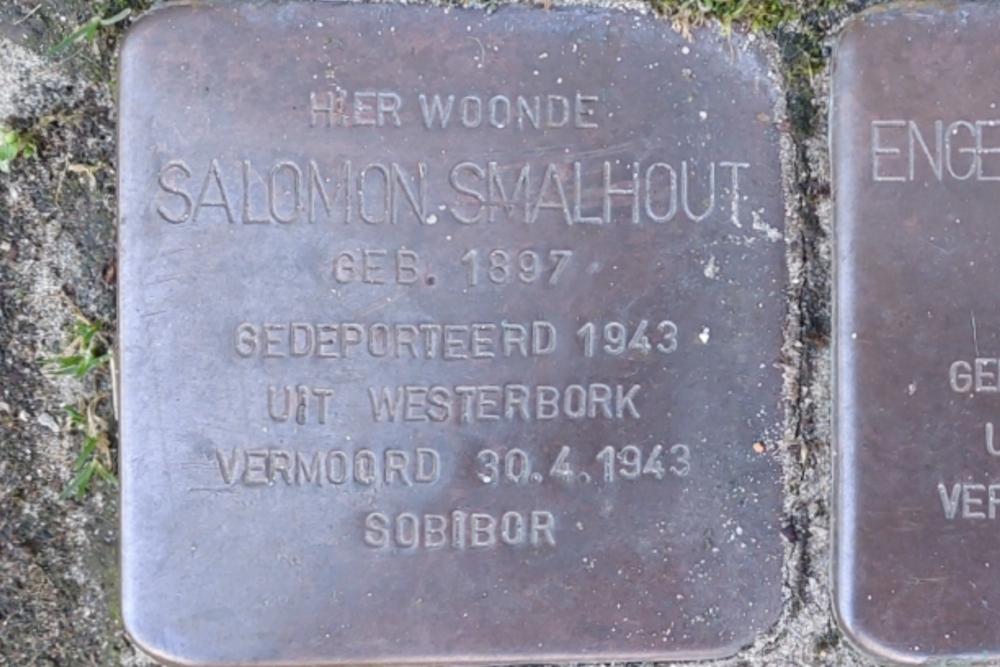 HIER WOONDE
SALOMON SMALHOUT
GEB. 1897
GEDEPORTEERD 1943
UIT WESTERBORK
VERMOORD 30.4.1943
SOBIBOR